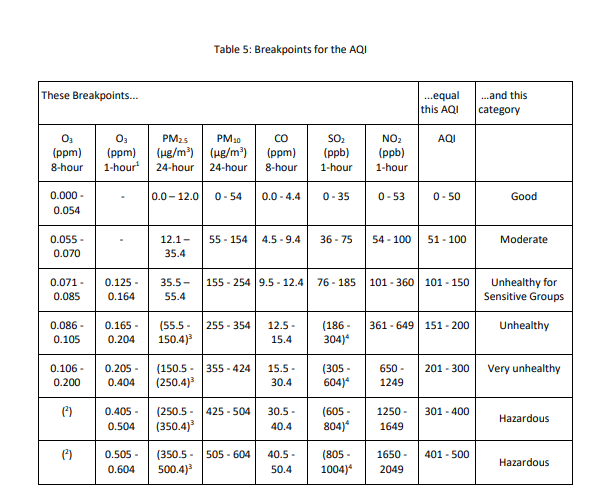 Table 5: Breakpoints for the AQI
These Breakpoints... ...equal ...and this
this AQI category
O₃ O₃ PM₂.₅ PM₁₀ CO SO₂ NO₂ AQI
(ppm) (ppm) (µg/m³) (µg/m³) (ppm) (ppb) (ppb)
8-hour 1-hour¹ 24-hour 24-hour 8-hour 1-hour 1-hour
0.000 - - 0.0 – 12.0 0 - 54 0.0 - 4.4 0 - 35 0 - 53 0 - 50 Good
0.054
0.055 - - 12.1 – 55 - 154 4.5 - 9.4 36 - 75 54 - 100 51 - 100 Moderate
0.070 35.4
0.071 - 0.125 - 35.5 – 155 - 254 9.5 - 12.4 76 - 185 101 - 360 101 - 150 Unhealthy for
0.085 0.164 55.4 Sensitive Groups
0.086 - 0.165 - (55.5 - 255 - 354 12.5 - (186 - 361 - 649 151 - 200 Unhealthy
0.105 0.204 150.4)³ 15.4 304)⁴
0.106 - 0.205 - (150.5 - 355 - 424 15.5 - (305 - 650 - 201 - 300 Very unhealthy
0.200 0.404 (250.4)³ 30.4 604)⁴ 1249
(²) 0.405 - (250.5 - 425 - 504 30.5 - (605 - 1250 - 301 - 400 Hazardous
0.504 (350.4)³ 40.4 804)⁴ 1649
(²) 0.505 - (350.5 - 505 - 604 40.5 - (805 - 1650 - 401 - 500 Hazardous
0.604 500.4)³ 50.4 1004)⁴ 2049